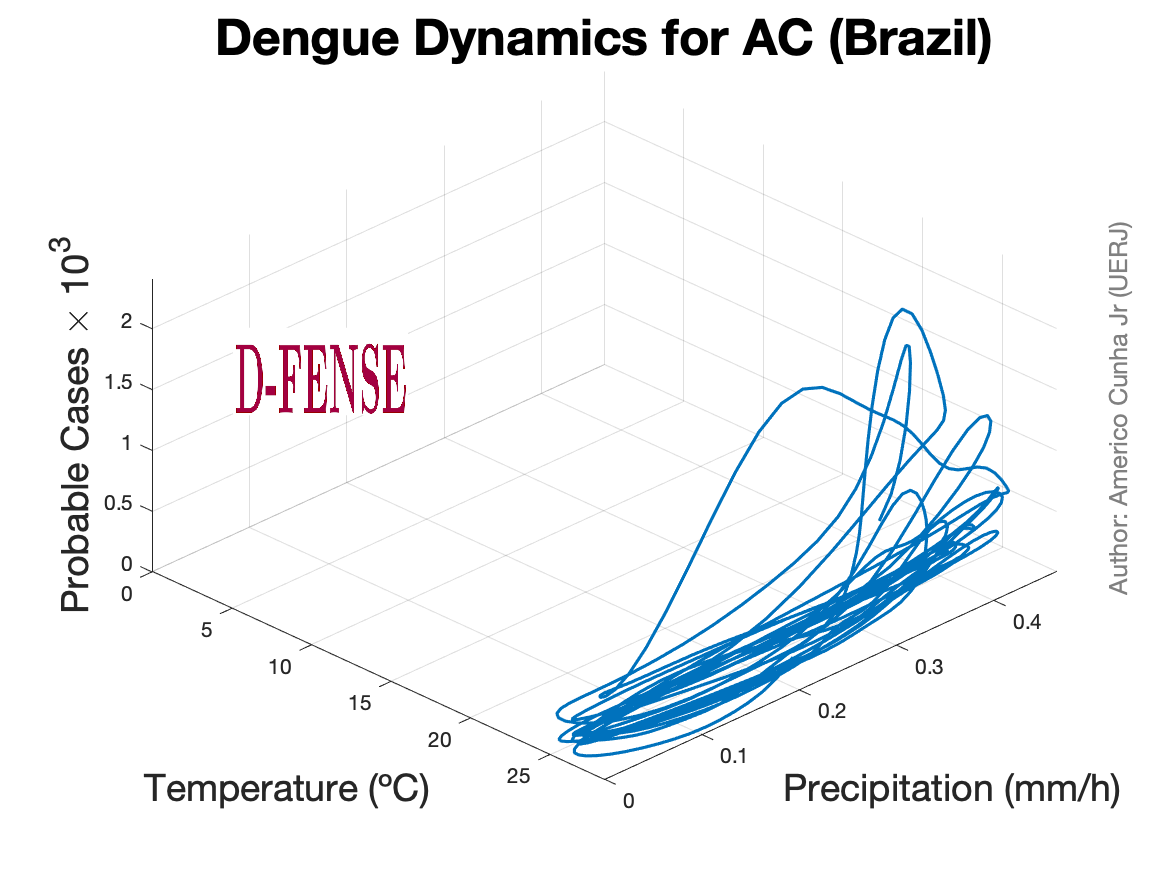 Dengue Dynamics for AC (Brazil)
Probable Cases × 10³
2
1.5
1
0.5
0
D-FENSE
0
5
10
15
20
25
Temperature (ºC)
0
0.1
0.2
0.3
0.4
Precipitation (mm/h)
Author: Americo Cunha Jr (UERJ)